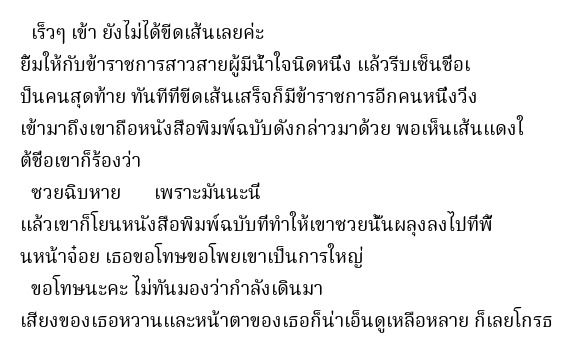 เร็วๆ เข้า ยังไม่ได้ขีดเส้นเลยค่ะ
ยิ้มให้กับข้าราชการสาวสายผู้มีน้ำใจนิดหนึ่ง แล้วรีบเซ็นชื่อเ
ป็นคนสุดท้าย ทันทีที่ขีดเส้นเสร็จก็มีข้าราชการอีกคนหนึ่งวิ่ง
เข้ามาถึงเขาถือหนังสือพิมพ์ฉบับดังกล่าวมาด้วย พอเห็นเส้นแดงใ
ต้ชื่อเขาก็ร้องว่า
ซวยฉิบหาย เพราะมันนะนี่
แล้วเขาก็โยนหนังสือพิมพ์ฉบับที่ทำให้เขาซวยนั้นผลุงลงไปที่พื้
นหน้าจ๋อย เธอขอโทษขอโพยเขาเป็นการใหญ่
ขอโทษนะคะ ไม่ทันมองว่ากำลังเดินมา
เสียงของเธอหวานและหน้าตาของเธอก็น่าเอ็นดูเหลือหลาย ก็เลยโกรธ